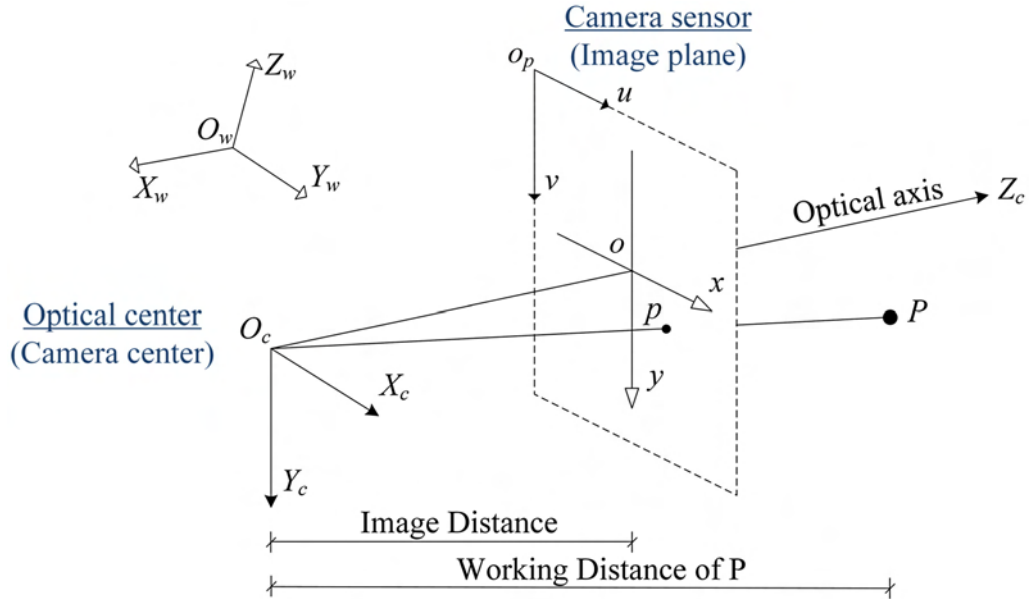 Camera sensor
(Image plane)
Z_w
o_p
u
O_w
X_w
Y_w
v
Optical axis
Z_c
o
x
Optical center
(Camera center)
O_c
p
P
X_c
y
Y_c
Image Distance
Working Distance of P